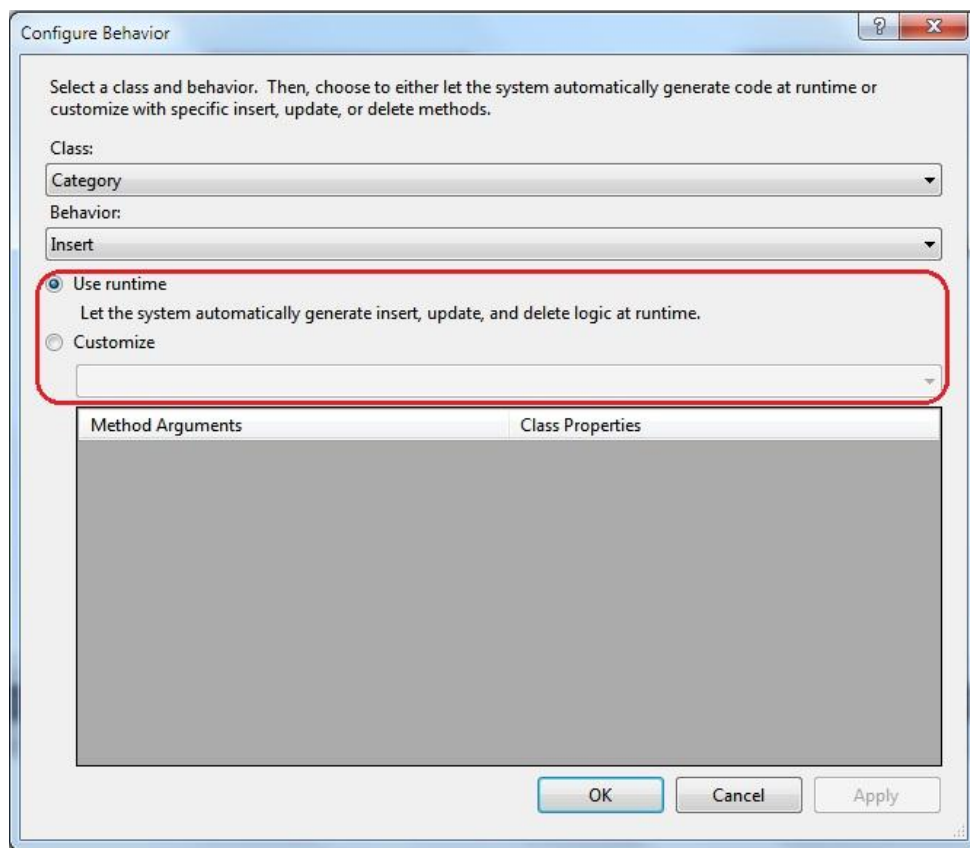 Configure Behavior
Select a class and behavior. Then, choose to either let the system automatically generate code at runtime or
customize with specific insert, update, or delete methods.
Class:
Category
Behavior:
Insert
Use runtime
Let the system automatically generate insert, update, and delete logic at runtime.
Customize
Method Arguments Class Properties
OK Cancel Apply